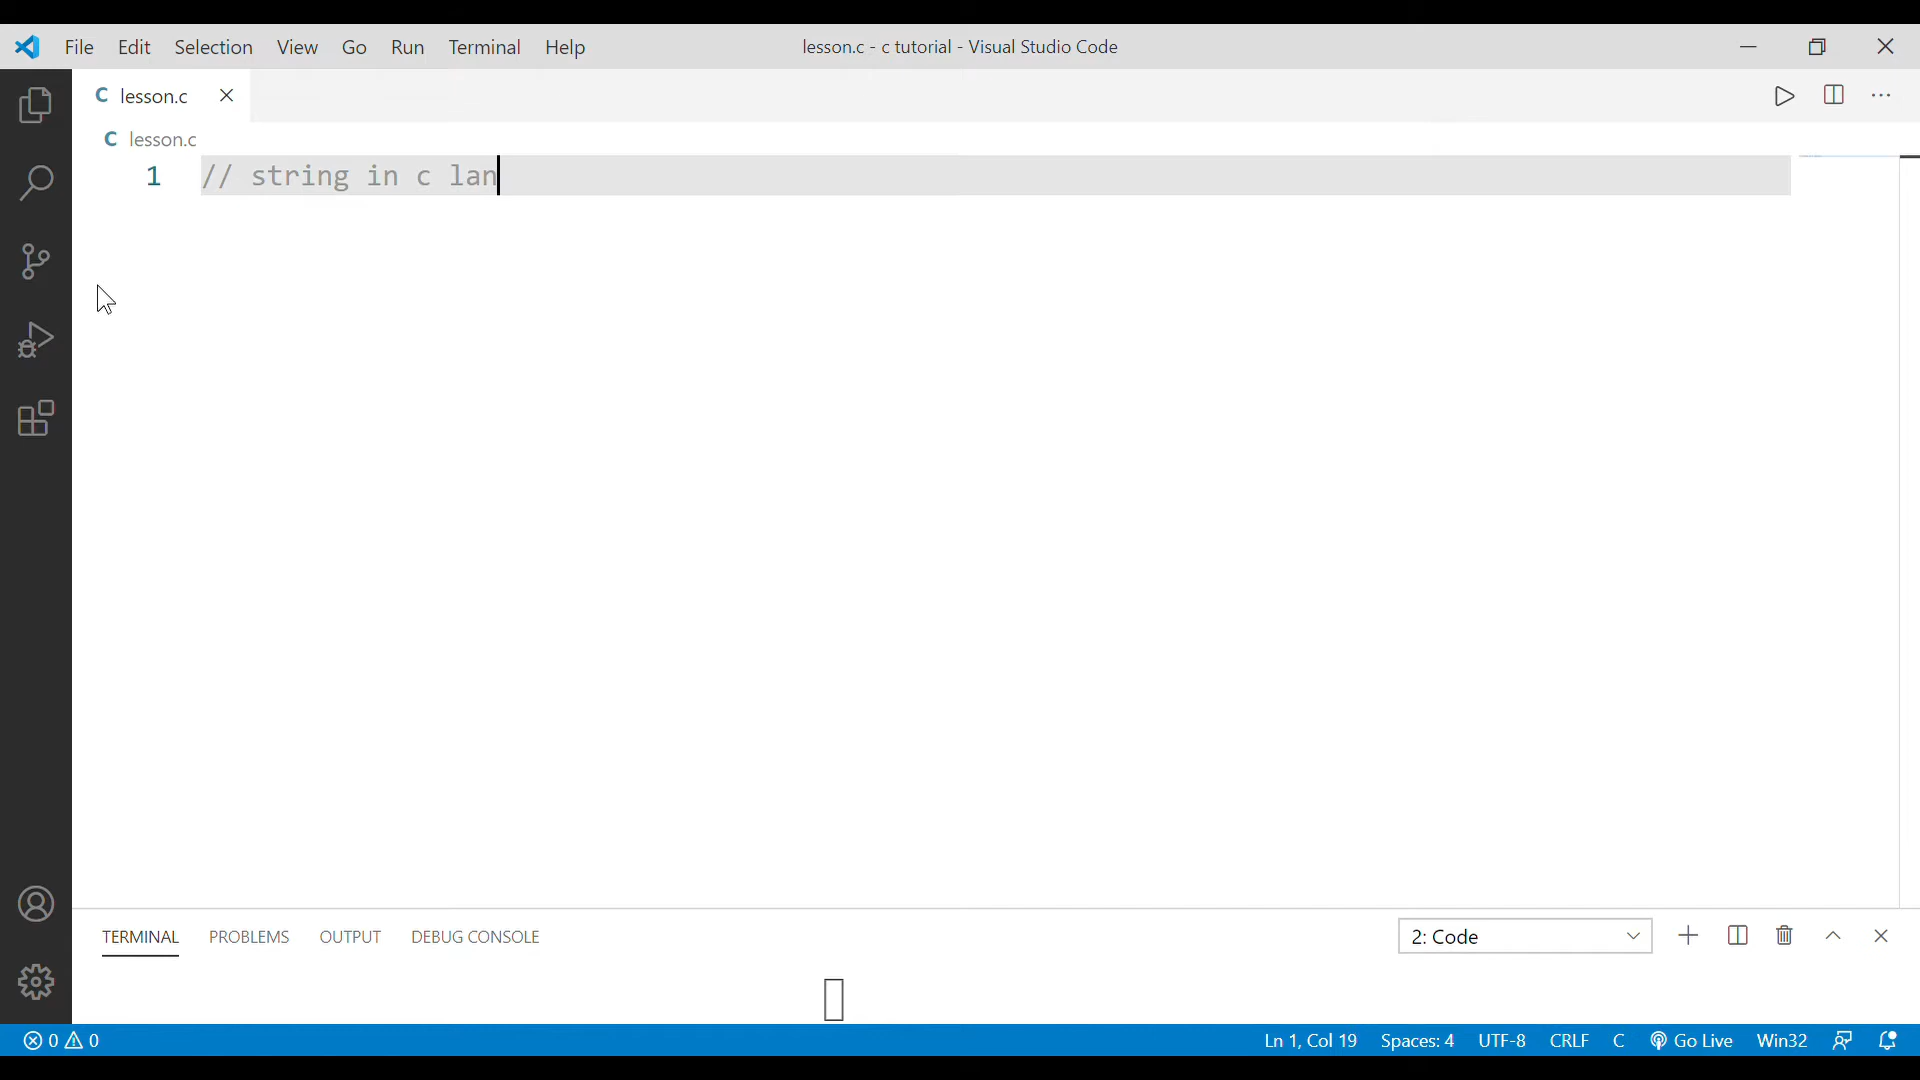 File Edit Selection View Go Run Terminal Help lesson.c - c tutorial - Visual Studio Code
C lesson.c
C lesson.c
1 // string in c lan
TERMINAL PROBLEMS OUTPUT DEBUG CONSOLE 2: Code
0 0 Ln 1, Col 19 Spaces: 4 UTF-8 CRLF C Go Live Win32